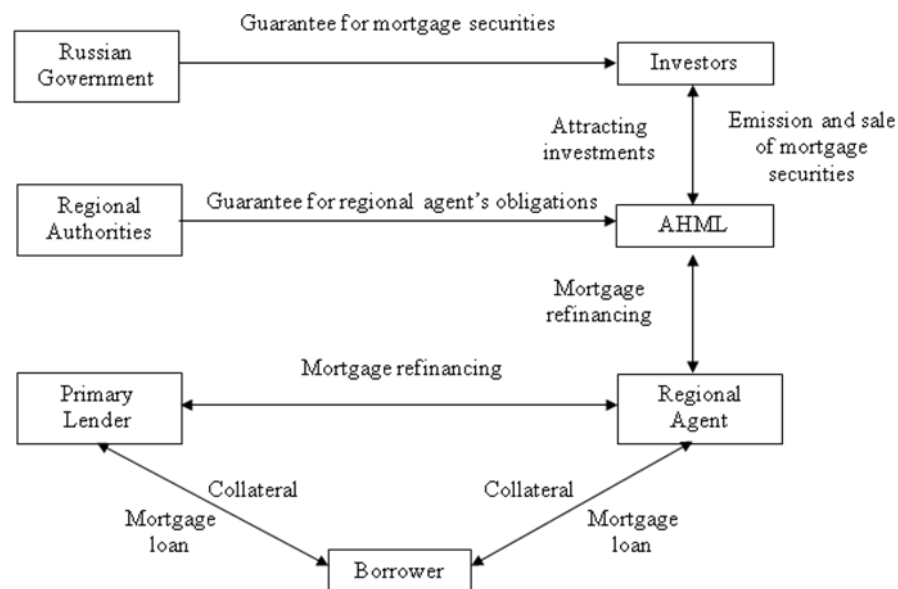 Guarantee for mortgage securities
Russian
Government
Investors
Attracting
investments
Emission and sale
of mortgage
securities
Regional
Authorities
Guarantee for regional agent's obligations
AHML
Mortgage
refinancing
Mortgage refinancing
Primary
Lender
Regional
Agent
Collateral
Mortgage
loan
Collateral
Mortgage
loan
Borrower